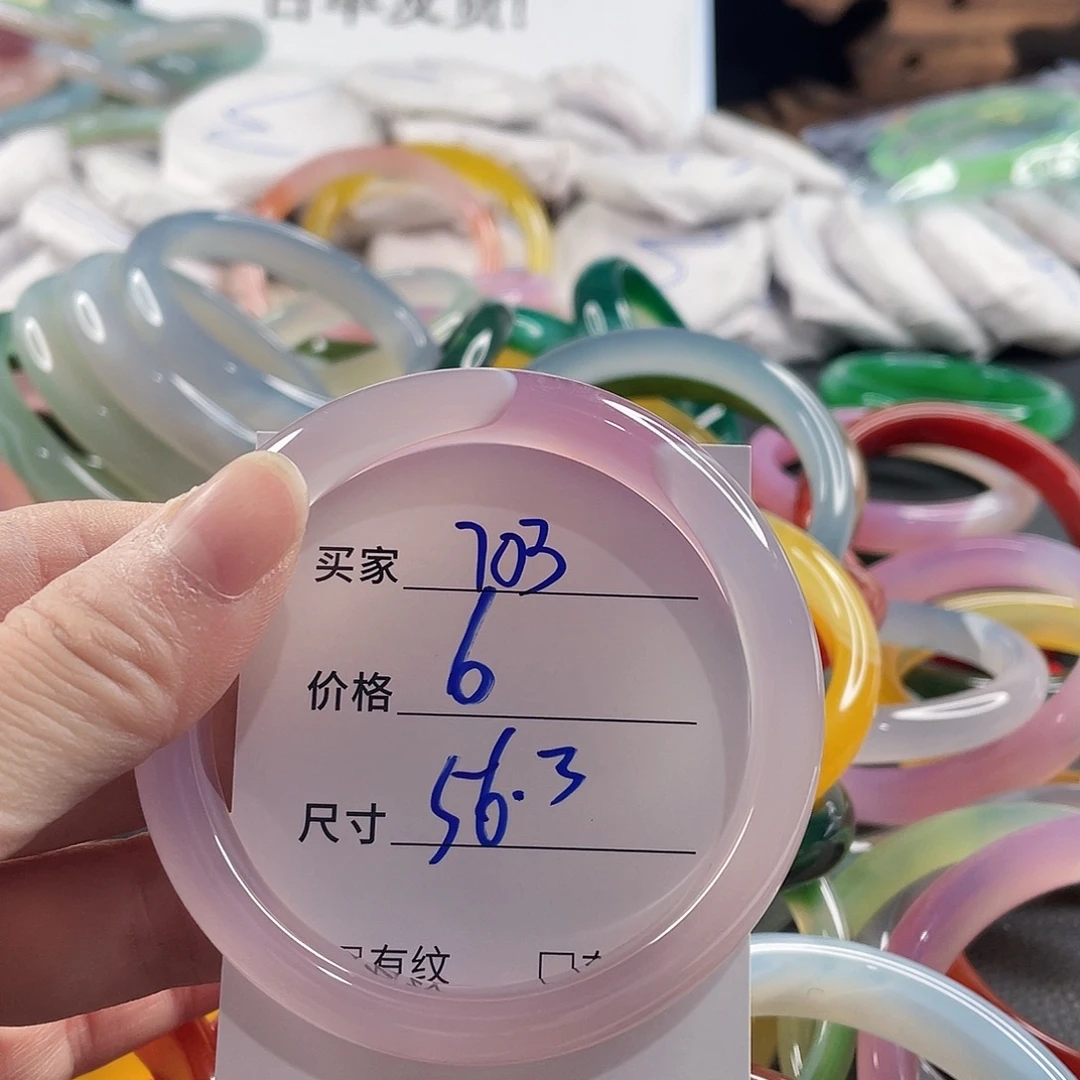 买家 703
价格 6
尺寸 56.3
有纹